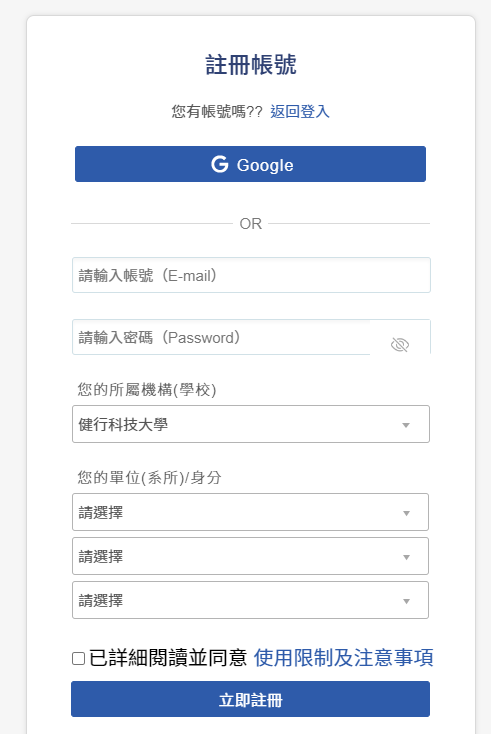 註冊帳號
您有帳號嗎?? 返回登入
Google
OR
請輸入帳號（E-mail）
請輸入密碼（Password）
您的所屬機構(學校)
健行科技大學
您的單位(系所)/身分
請選擇
請選擇
請選擇
已詳細閱讀並同意 使用限制及注意事項
立即註冊